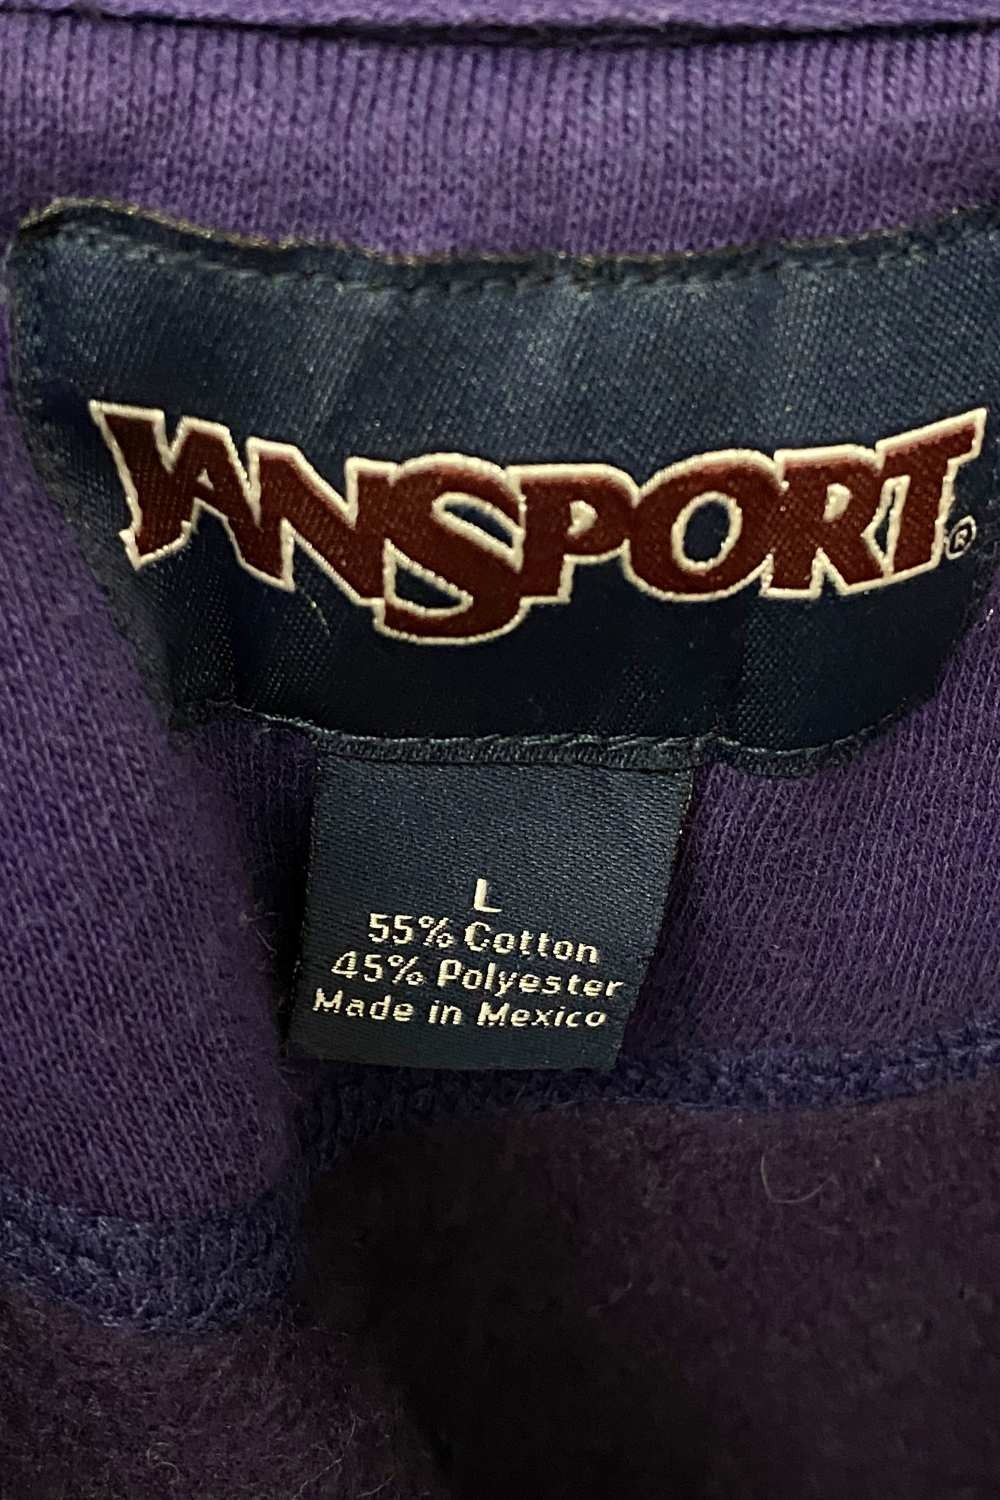 JANSPORT®
L
55% Cotton
45% Polyester
Made in Mexico